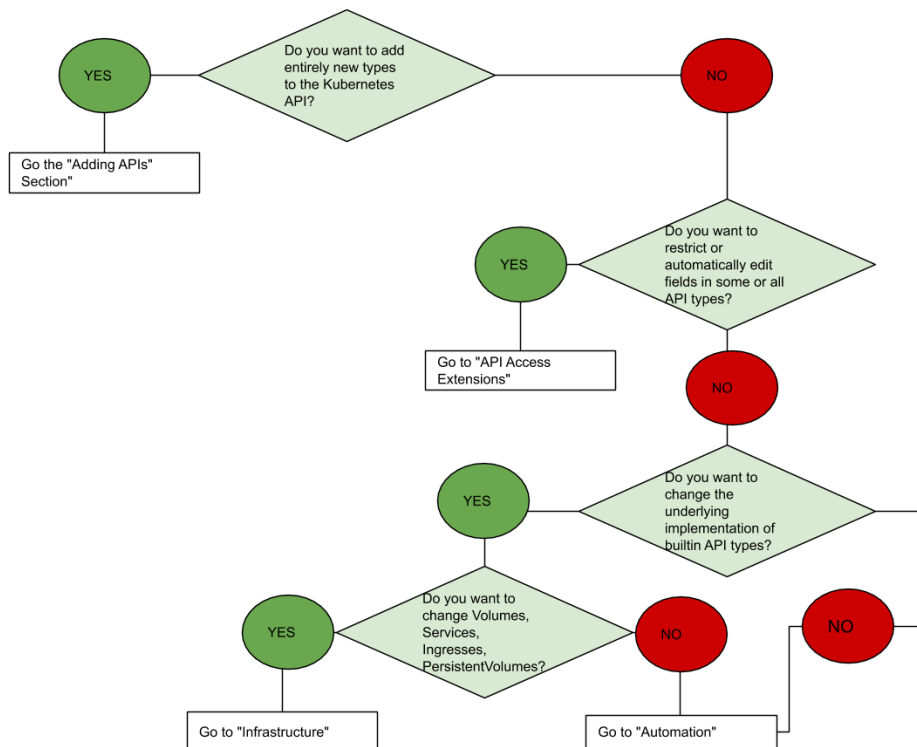 Do you want to add
entirely new types
to the Kubernetes
API?
YES
NO
Go the "Adding APIs"
Section"
Do you want to
restrict or
automatically edit
fields in some or all
API types?
YES
Go to "API Access
Extensions"
NO
Do you want to
change the
underlying
implementation of
builtin API types?
YES
NO
Do you want to
change Volumes,
Services,
Ingresses,
PersistentVolumes?
YES
NO
Go to "Infrastructure"
Go to "Automation"